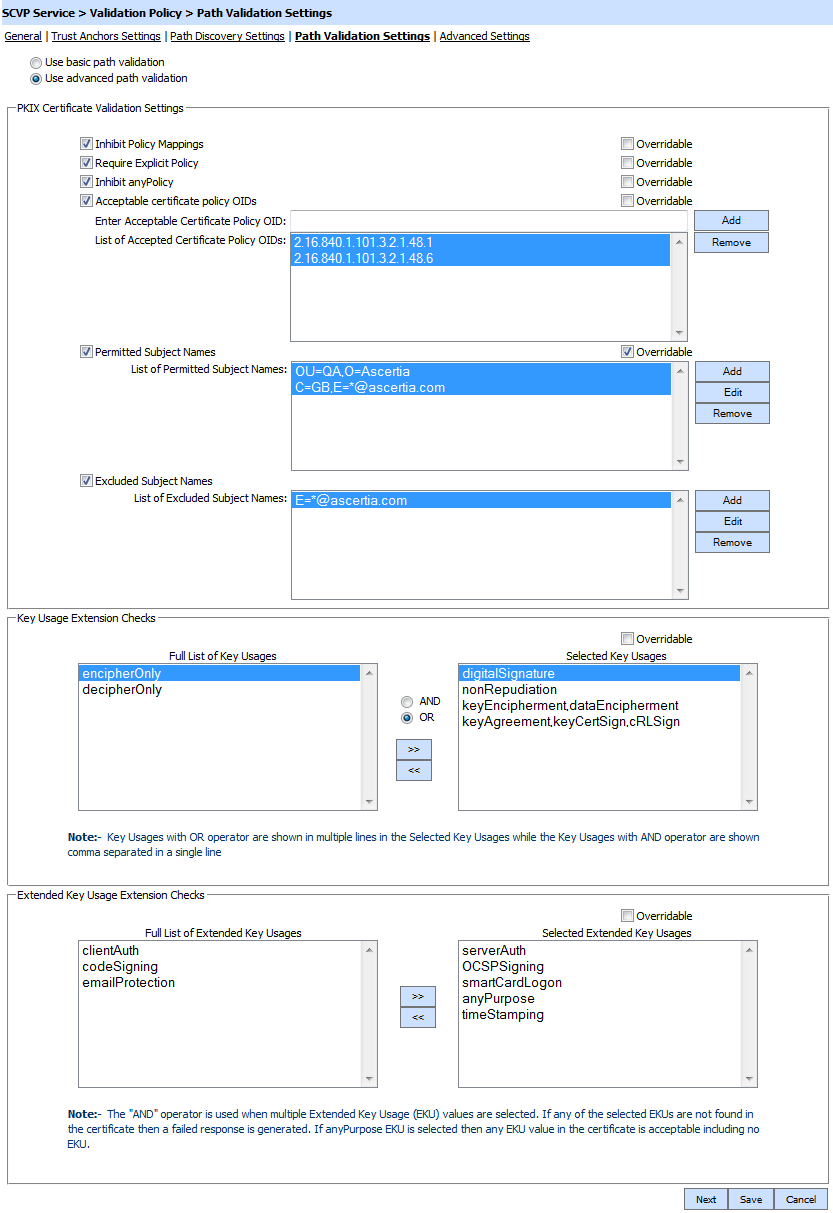 SCVP Service > Validation Policy > Path Validation Settings
General | Trust Anchors Settings | Path Discovery Settings | Path Validation Settings | Advanced Settings
Use basic path validation
Use advanced path validation
PKIX Certificate Validation Settings
Inhibit Policy Mappings Overridable
Require Explicit Policy Overridable
Inhibit anyPolicy Overridable
Acceptable certificate policy OIDs Overridable
Enter Acceptable Certificate Policy OID: Add
List of Accepted Certificate Policy OIDs: 2.16.840.1.101.3.2.1.48.1 Remove
2.16.840.1.101.3.2.1.48.6
Permitted Subject Names Overridable
List of Permitted Subject Names: OU=QA,O=Ascertia Add
C=GB,E=*@ascertia.com Edit
Remove
Excluded Subject Names
List of Excluded Subject Names: E=*@ascertia.com Add
Edit
Remove
Key Usage Extension Checks
Overridable
Full List of Key Usages Selected Key Usages
encipherOnly digitalSignature
decipherOnly nonRepudiation
AND keyEncipherment,dataEncipherment
OR keyAgreement,keyCertSign,cRLSign
>>
<<
Note:- Key Usages with OR operator are shown in multiple lines in the Selected Key Usages while the Key Usages with AND operator are shown
comma separated in a single line
Extended Key Usage Extension Checks
Overridable
Full List of Extended Key Usages Selected Extended Key Usages
clientAuth serverAuth
codeSigning OCSPSigning
emailProtection smartCardLogon
>> anyPurpose
<< timeStamping
Note:- The "AND" operator is used when multiple Extended Key Usage (EKU) values are selected. If any of the selected EKUs are not found in
the certificate then a failed response is generated. If anyPurpose EKU is selected then any EKU value in the certificate is acceptable including no
EKU.
Next Save Cancel